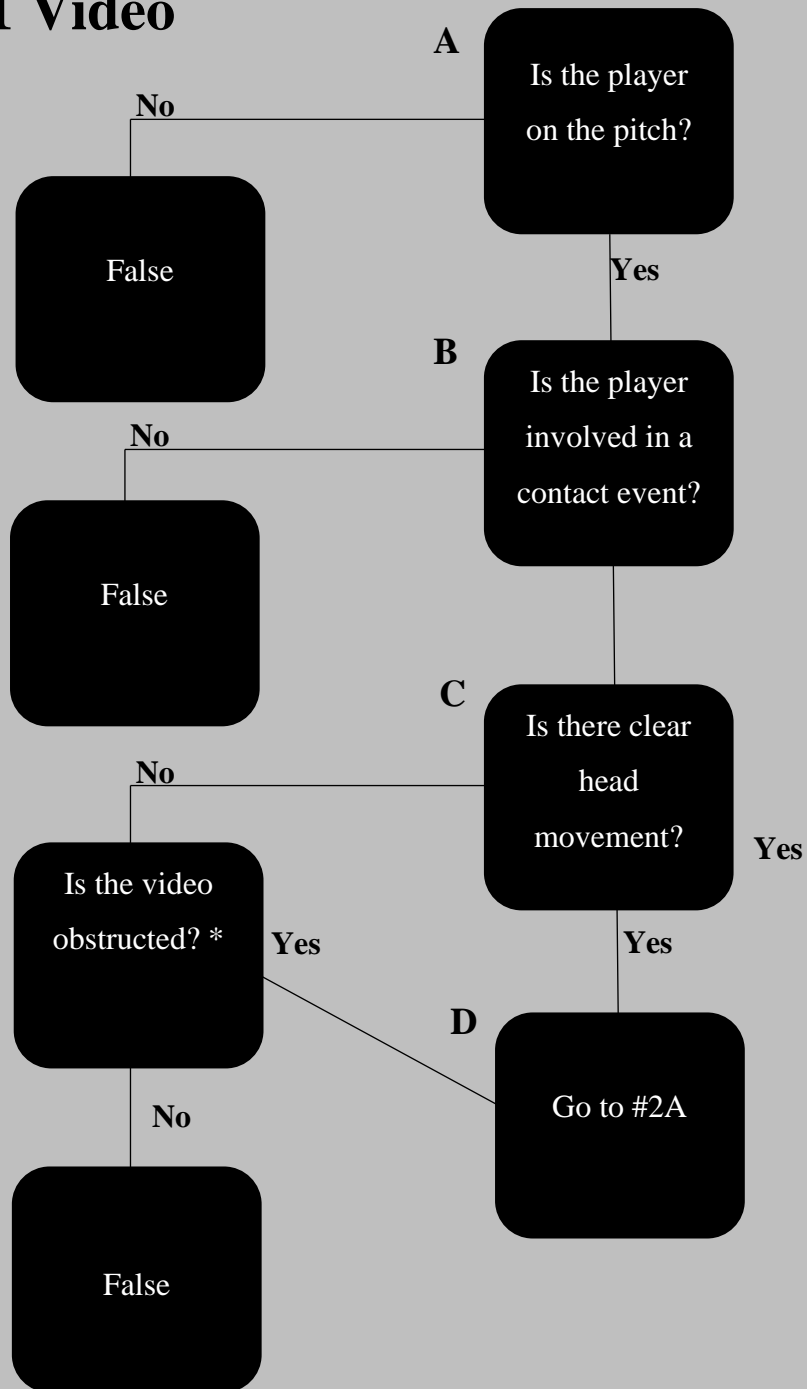 Video
A
Is the player
on the pitch?
No
False
Yes
B
Is the player
involved in a
contact event?
No
False
C
Is there clear
head
movement?
No
Yes
Is the video
obstructed? *
Yes
Yes
D
Go to #2A
No
False